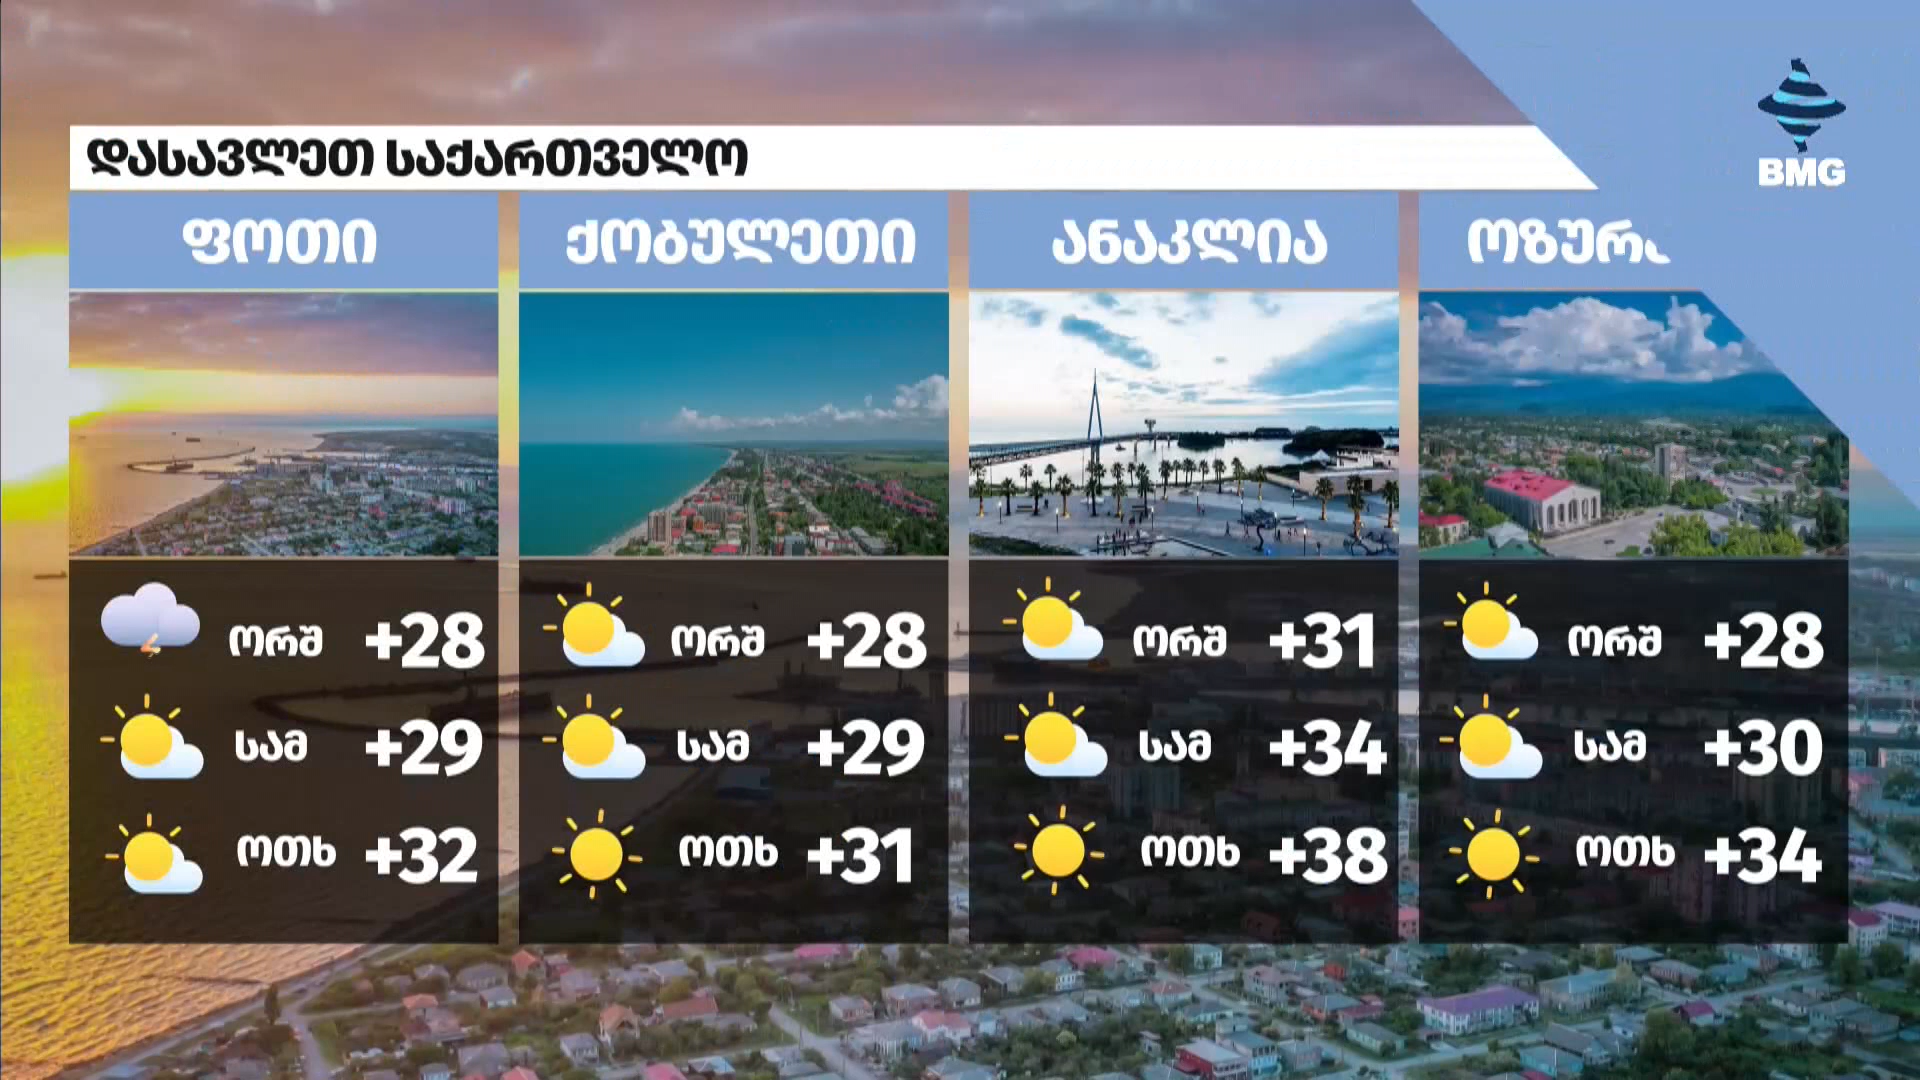 დასავლეთ საქართველო
BMG
ფოთი
ორშ +28
სამ +29
ოთხ +32
ქობულეთი
ორშ +28
სამ +29
ოთხ +31
ანაკლია
ორშ +31
სამ +34
ოთხ +38
ორშ +28
სამ +30
ოთხ +34